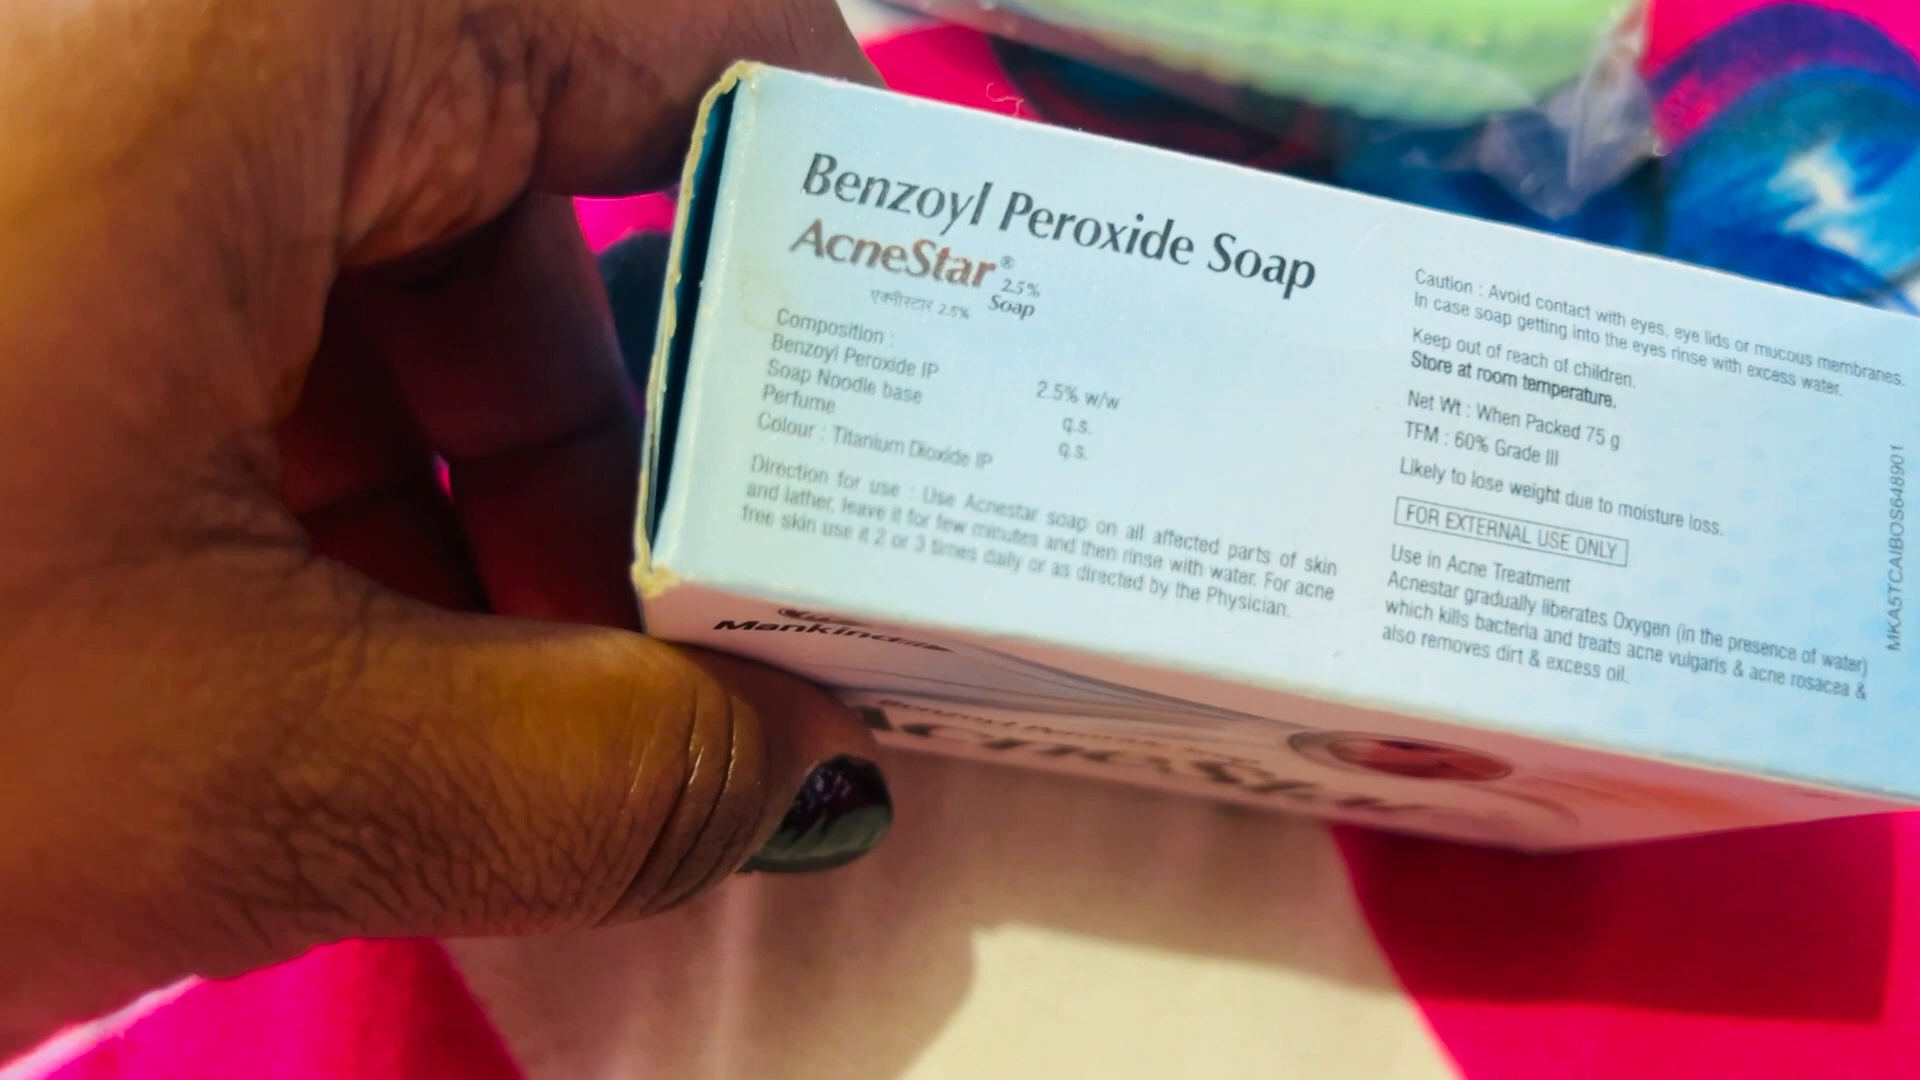 Benzoyl Peroxide Soap
AcneStar® 2.5% Soap
एक्नीस्टार 2.5%
Composition :
Benzoyl Peroxide IP 2.5% w/w
Soap Noodle base q.s.
Perfume q.s.
Colour : Titanium Dioxide IP
Direction for use : Use Acnestar soap on all affected parts of skin
and lather, leave it for few minutes and then rinse with water. For acne
free skin use it 2 or 3 times daily or as directed by the Physician.
Caution : Avoid contact with eyes, eye lids or mucous membranes.
In case soap getting into the eyes rinse with excess water.
Keep out of reach of children.
Store at room temperature.
Net Wt : When Packed 75 g
TFM : 60% Grade III
Likely to lose weight due to moisture loss.
FOR EXTERNAL USE ONLY
Use in Acne Treatment
Acnestar gradually liberates Oxygen (in the presence of water)
which kills bacteria and treats acne vulgaris & acne rosacea &
also removes dirt & excess oil.
MKA5TCAIBOS648901
Mankind
Benzoyl Peroxide
AcneStar